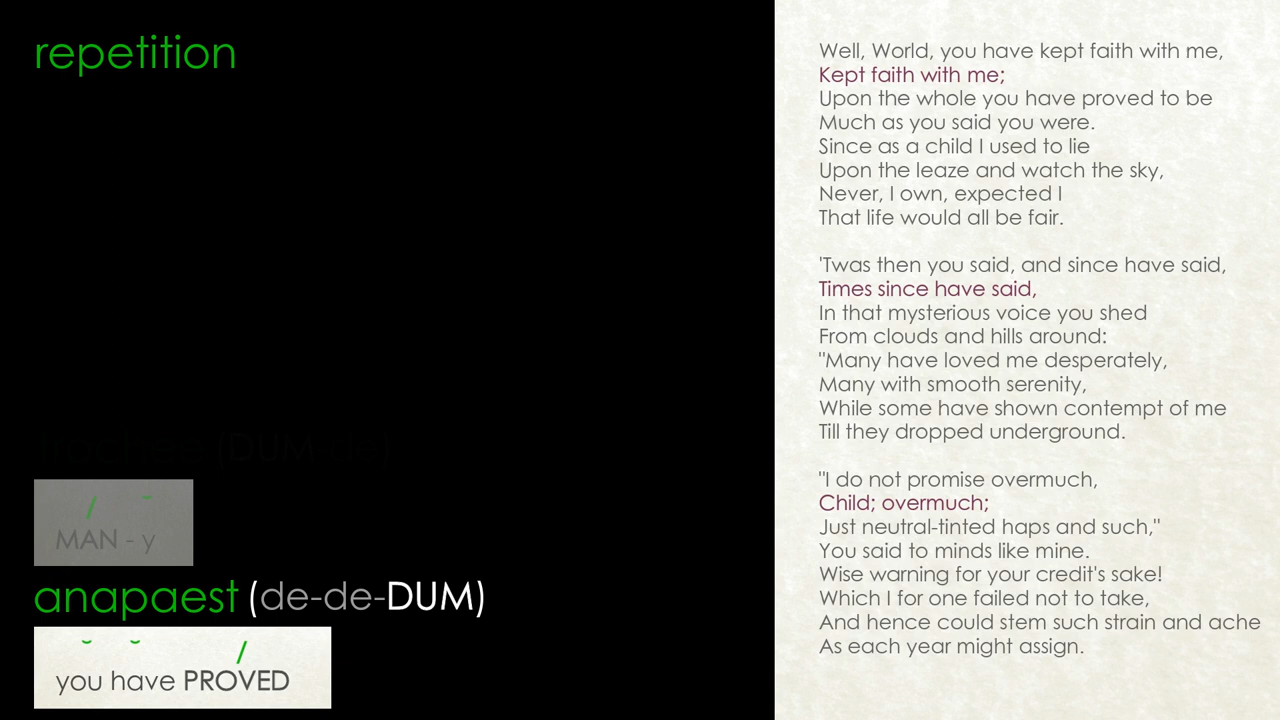 repetition
trochee (DUM-de)
MAN - y
anapaest (de-de-DUM)
you have PROVED
Well, World, you have kept faith with me,
Kept faith with me;
Upon the whole you have proved to be
Much as you said you were.
Since as a child I used to lie
Upon the leaze and watch the sky,
Never, I own, expected I
That life would all be fair.
'Twas then you said, and since have said,
Times since have said,
In that mysterious voice you shed
From clouds and hills around:
"Many have loved me desperately,
Many with smooth serenity,
While some have shown contempt of me
Till they dropped underground.
"I do not promise overmuch,
Child; overmuch;
Just neutral-tinted haps and such,"
You said to minds like mine.
Wise warning for your credit's sake!
Which I for one failed not to take,
And hence could stem such strain and ache
As each year might assign.